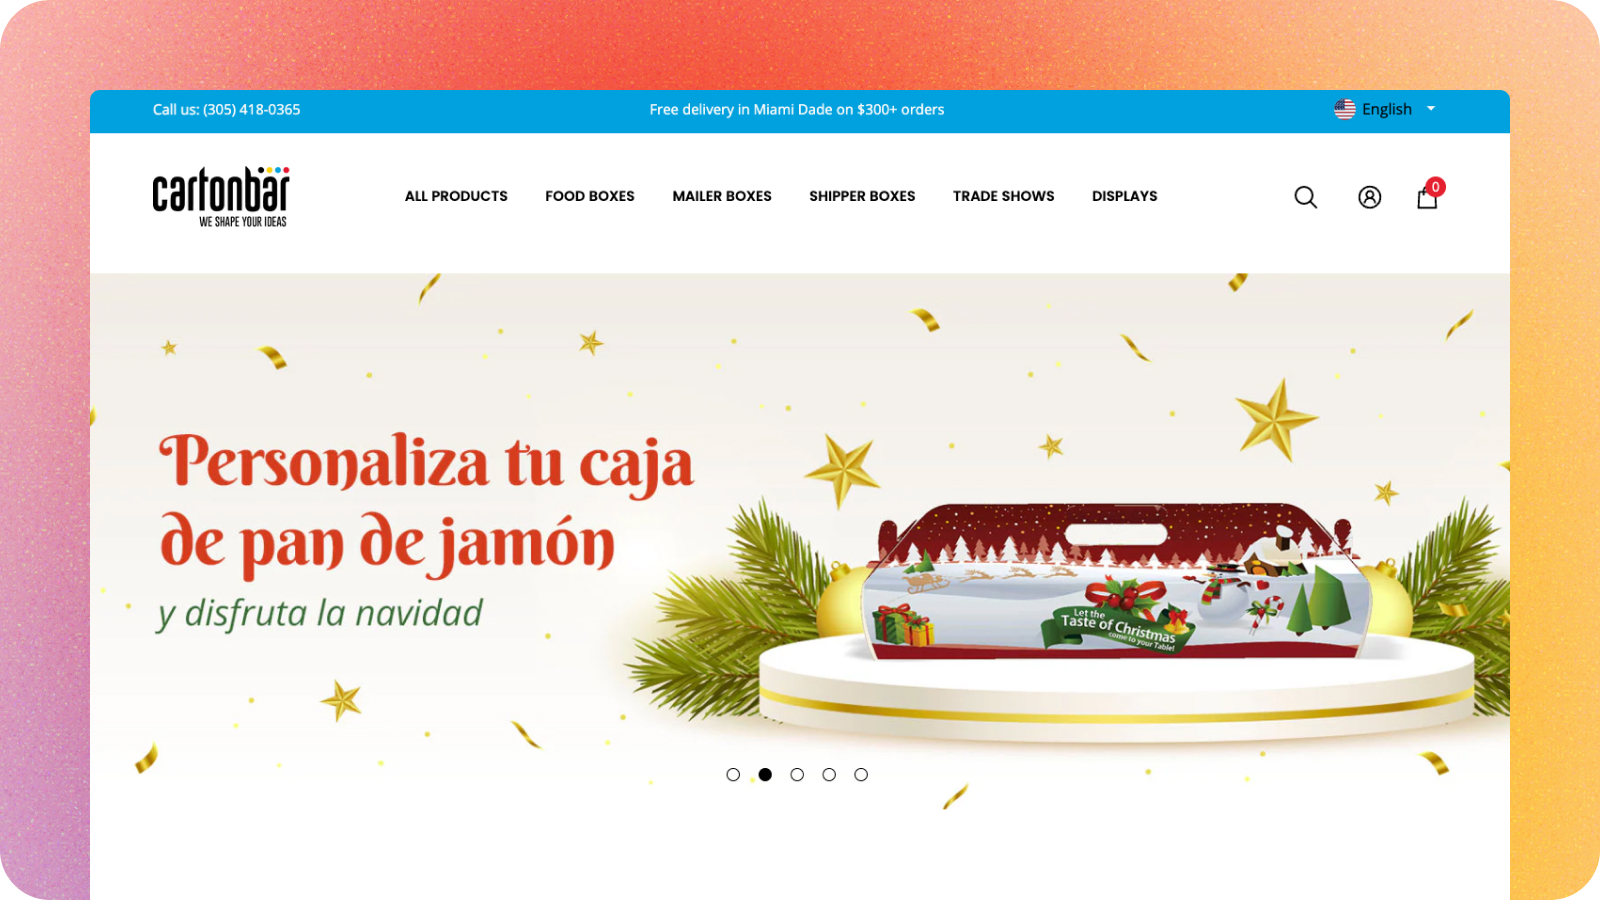 Call us: (305) 418-0365
Free delivery in Miami Dade on $300+ orders
English
cartonbar
WE SHAPE YOUR IDEAS
ALL PRODUCTS
FOOD BOXES
MAILER BOXES
SHIPPER BOXES
TRADE SHOWS
DISPLAYS
0
Personaliza tu caja
de pan de jamón
y disfruta la navidad
Let the
Taste of Christmas
come to your Table!